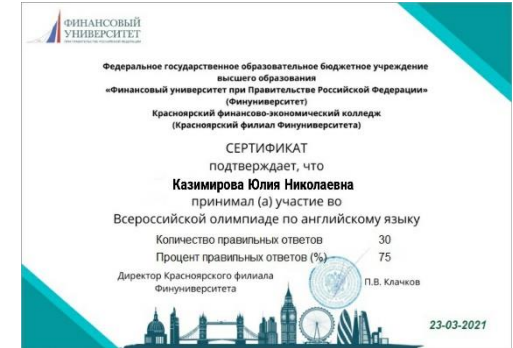 ФИНАНСОВЫЙ
УНИВЕРСИТЕТ
Федеральное государственное образовательное бюджетное учреждение
высшего образования
«Финансовый университет при Правительстве Российской Федерации»
(Финуниверситет)
Красноярский финансово-экономический колледж
(Красноярский филиал Финуниверситета)
СЕРТИФИКАТ
подтверждает, что
Казимирова Юлия Николаевна
принимал (а) участие во
Всероссийской олимпиаде по английскому языку
Количество правильных ответов 30
Процент правильных ответов (%) 75
Директор Красноярского филиала
Финуниверситета
П.В. Клачков
23-03-2021